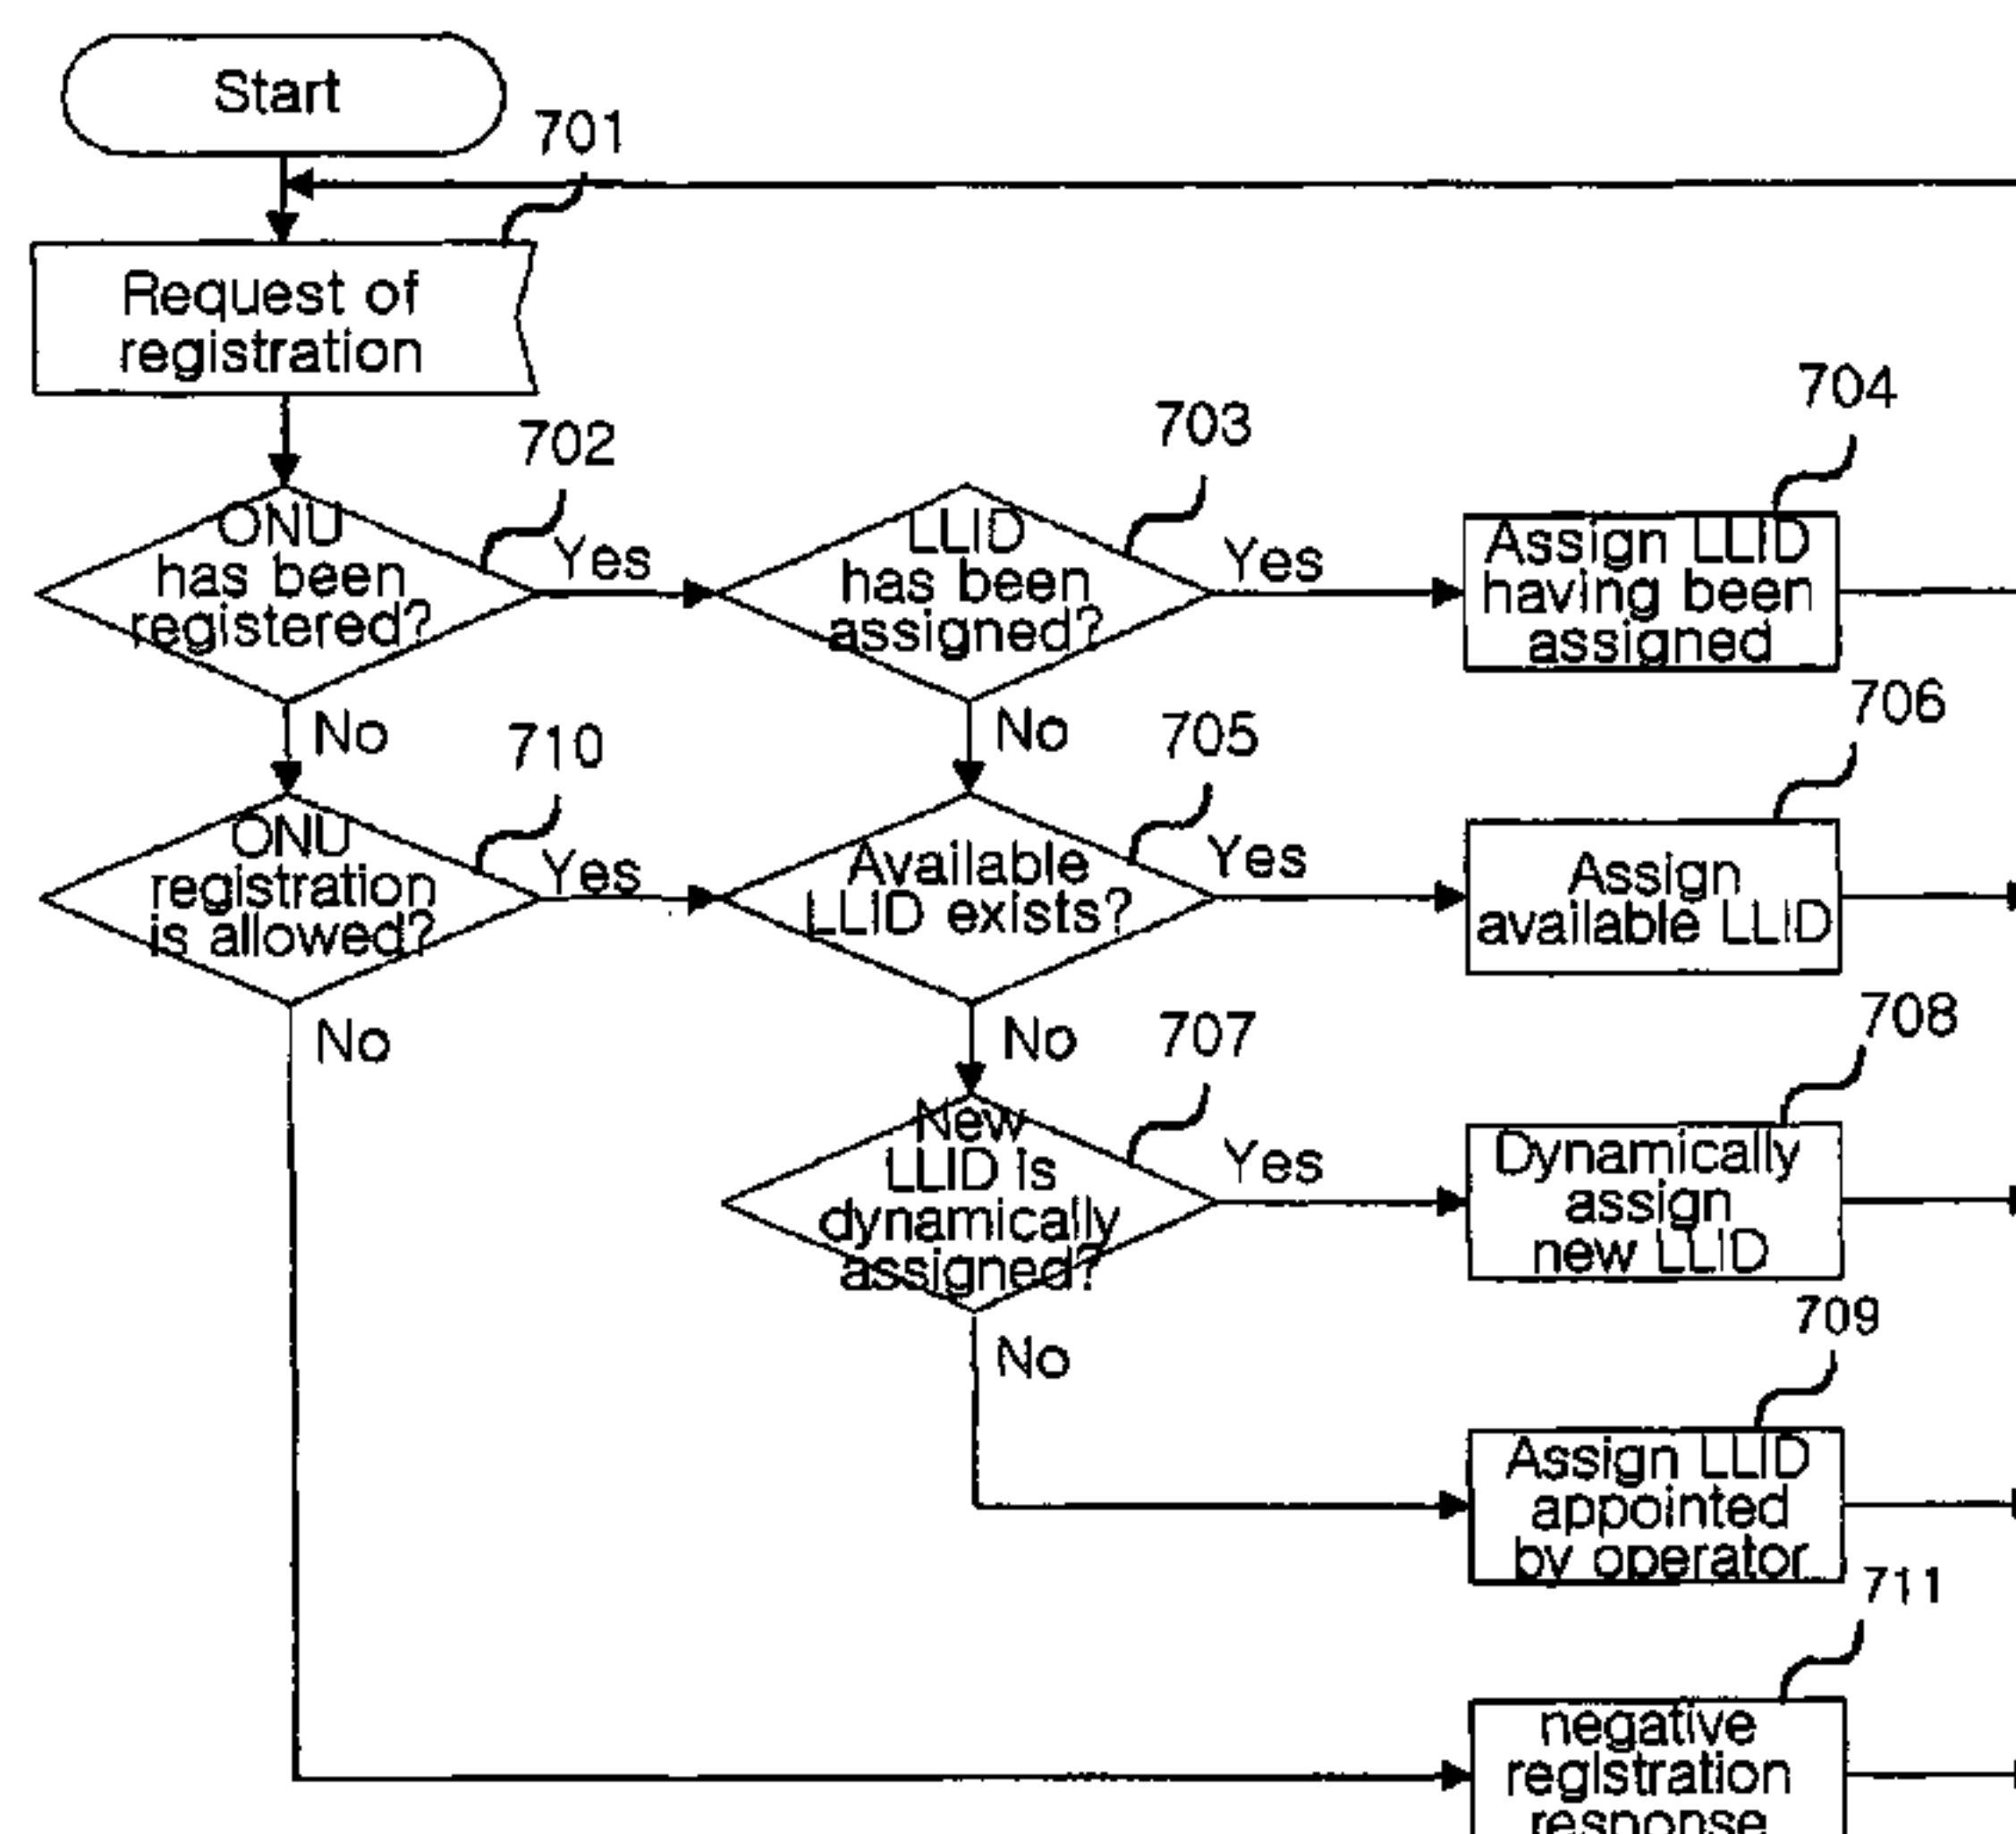 Start
701
Request of
registration
702
ONU
has been
registered?
Yes
703
LLID
has been
assigned?
Yes
704
Assign LLID
having been
assigned
No
710
ONU
registration
is allowed?
Yes
No
705
Available
LLID exists?
Yes
706
Assign
available LLID
No
No
707
New
LLID is
dynamically
assigned?
Yes
708
Dynamically
assign
new LLID
No
709
Assign LLID
appointed
by operator
711
negative
registration
response